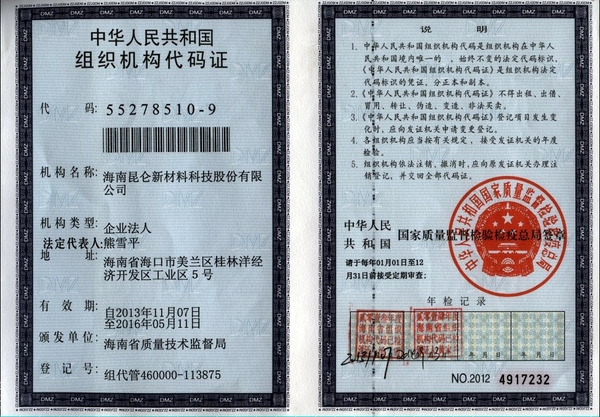 中华人民共和国
组织机构代码证
代 码: 55278510-9
机构名称: 海南昆仑新材料科技股份有限
公司
机构类型: 企业法人
法定代表人: 熊雪平
地 址: 海南省海口市美兰区桂林洋经
济开发区工业区5号
有 效 期: 自2013年11月07日
至2016年05月11日
颁发单位: 海南省质量技术监督局
登 记 号: 组代管460000-113875
说 明
1. 《中华人民共和国组织机构代码证》是组织机构在中华人
民共和国境内唯一的、始终不变的法定代码标识,
《中华人民共和国组织机构代码证》是组织机构法定
代码标识的凭证,分正本和副本。
2. 《中华人民共和国组织机构代码证》不得出租、出借、
冒用、转让、伪造、变造、非法买卖。
3. 《中华人民共和国组织机构代码证》登记项目发生变
化时,应向发证机关申请变更登记。
4. 各组织机构应当按有关规定,接受发证机关的年度
检验。
5. 组织机构依法注销、撤消时,应向原发证机关办理注
销登记,并交回全部代码证。
中华人民
共和国 国家质量监督检验检疫总局签章
请于每年01月01日至12
月31日前接受定期审查:
年检记录
年 月 日
NO.2012 4917232